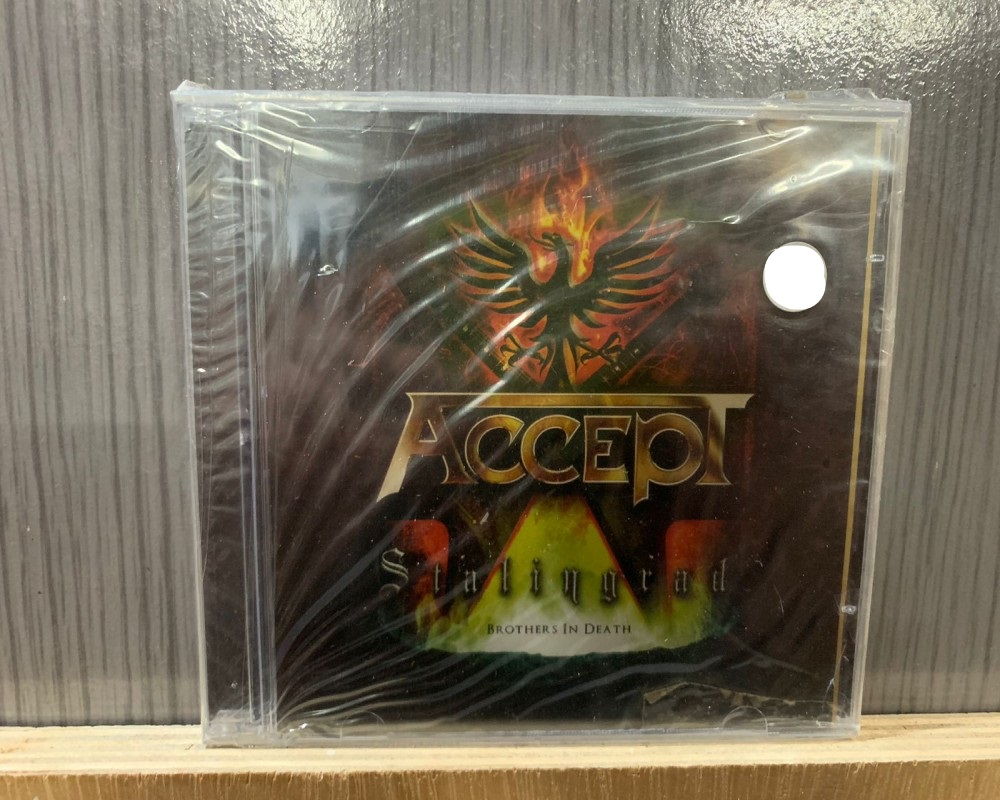 ACCEPT
Stalingrad
BROTHERS IN DEATH